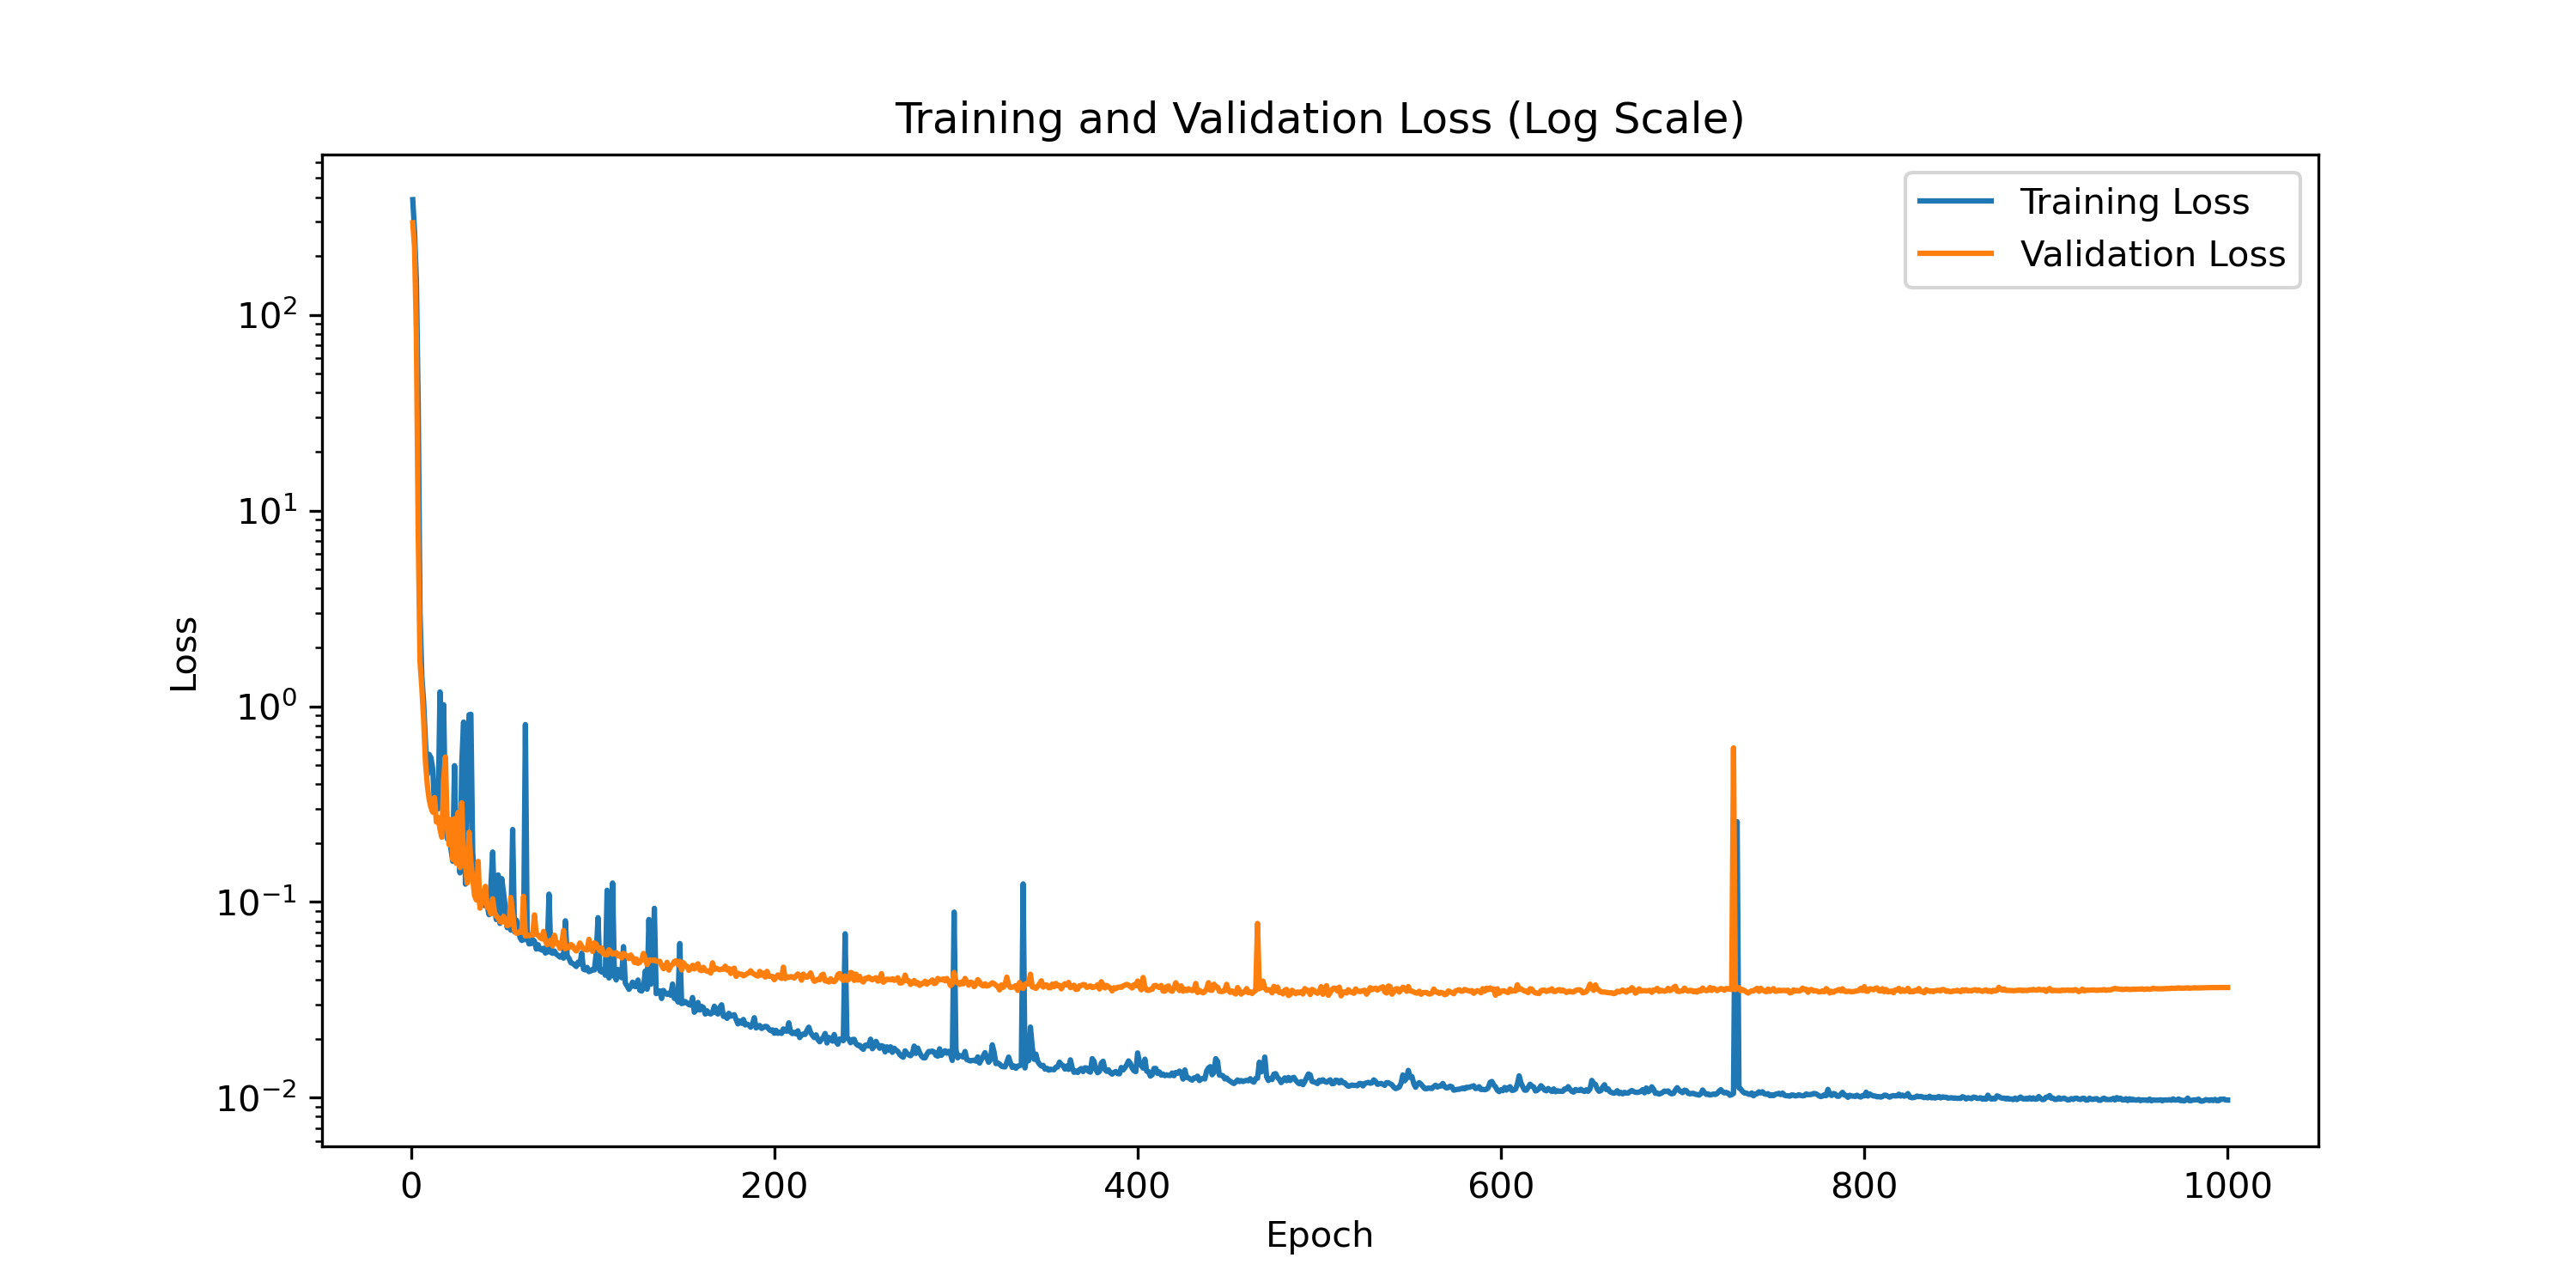 Training and Validation Loss (Log Scale)
Training Loss
Validation Loss
10²
10¹
10⁰
10⁻¹
10⁻²
Loss
0 200 400 600 800 1000
Epoch